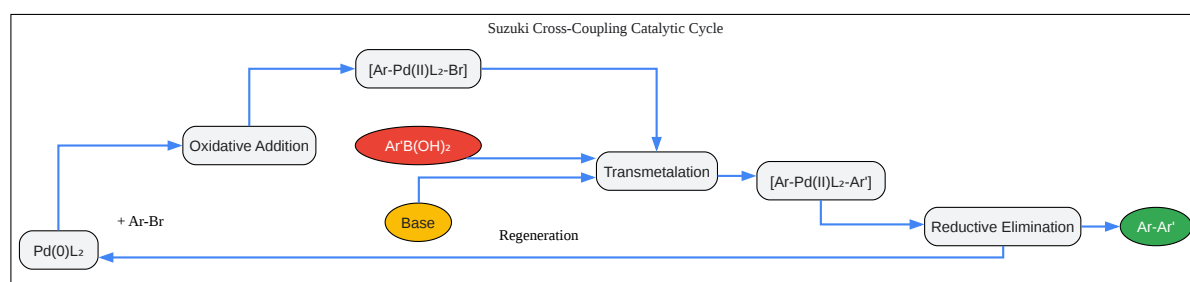 Suzuki Cross-Coupling Catalytic Cycle
[Ar-Pd(II)L₂-Br]
Oxidative Addition
Ar'B(OH)₂
Transmetalation
[Ar-Pd(II)L₂-Ar']
+ Ar-Br
Base
Regeneration
Reductive Elimination
Ar-Ar'
Pd(0)L₂